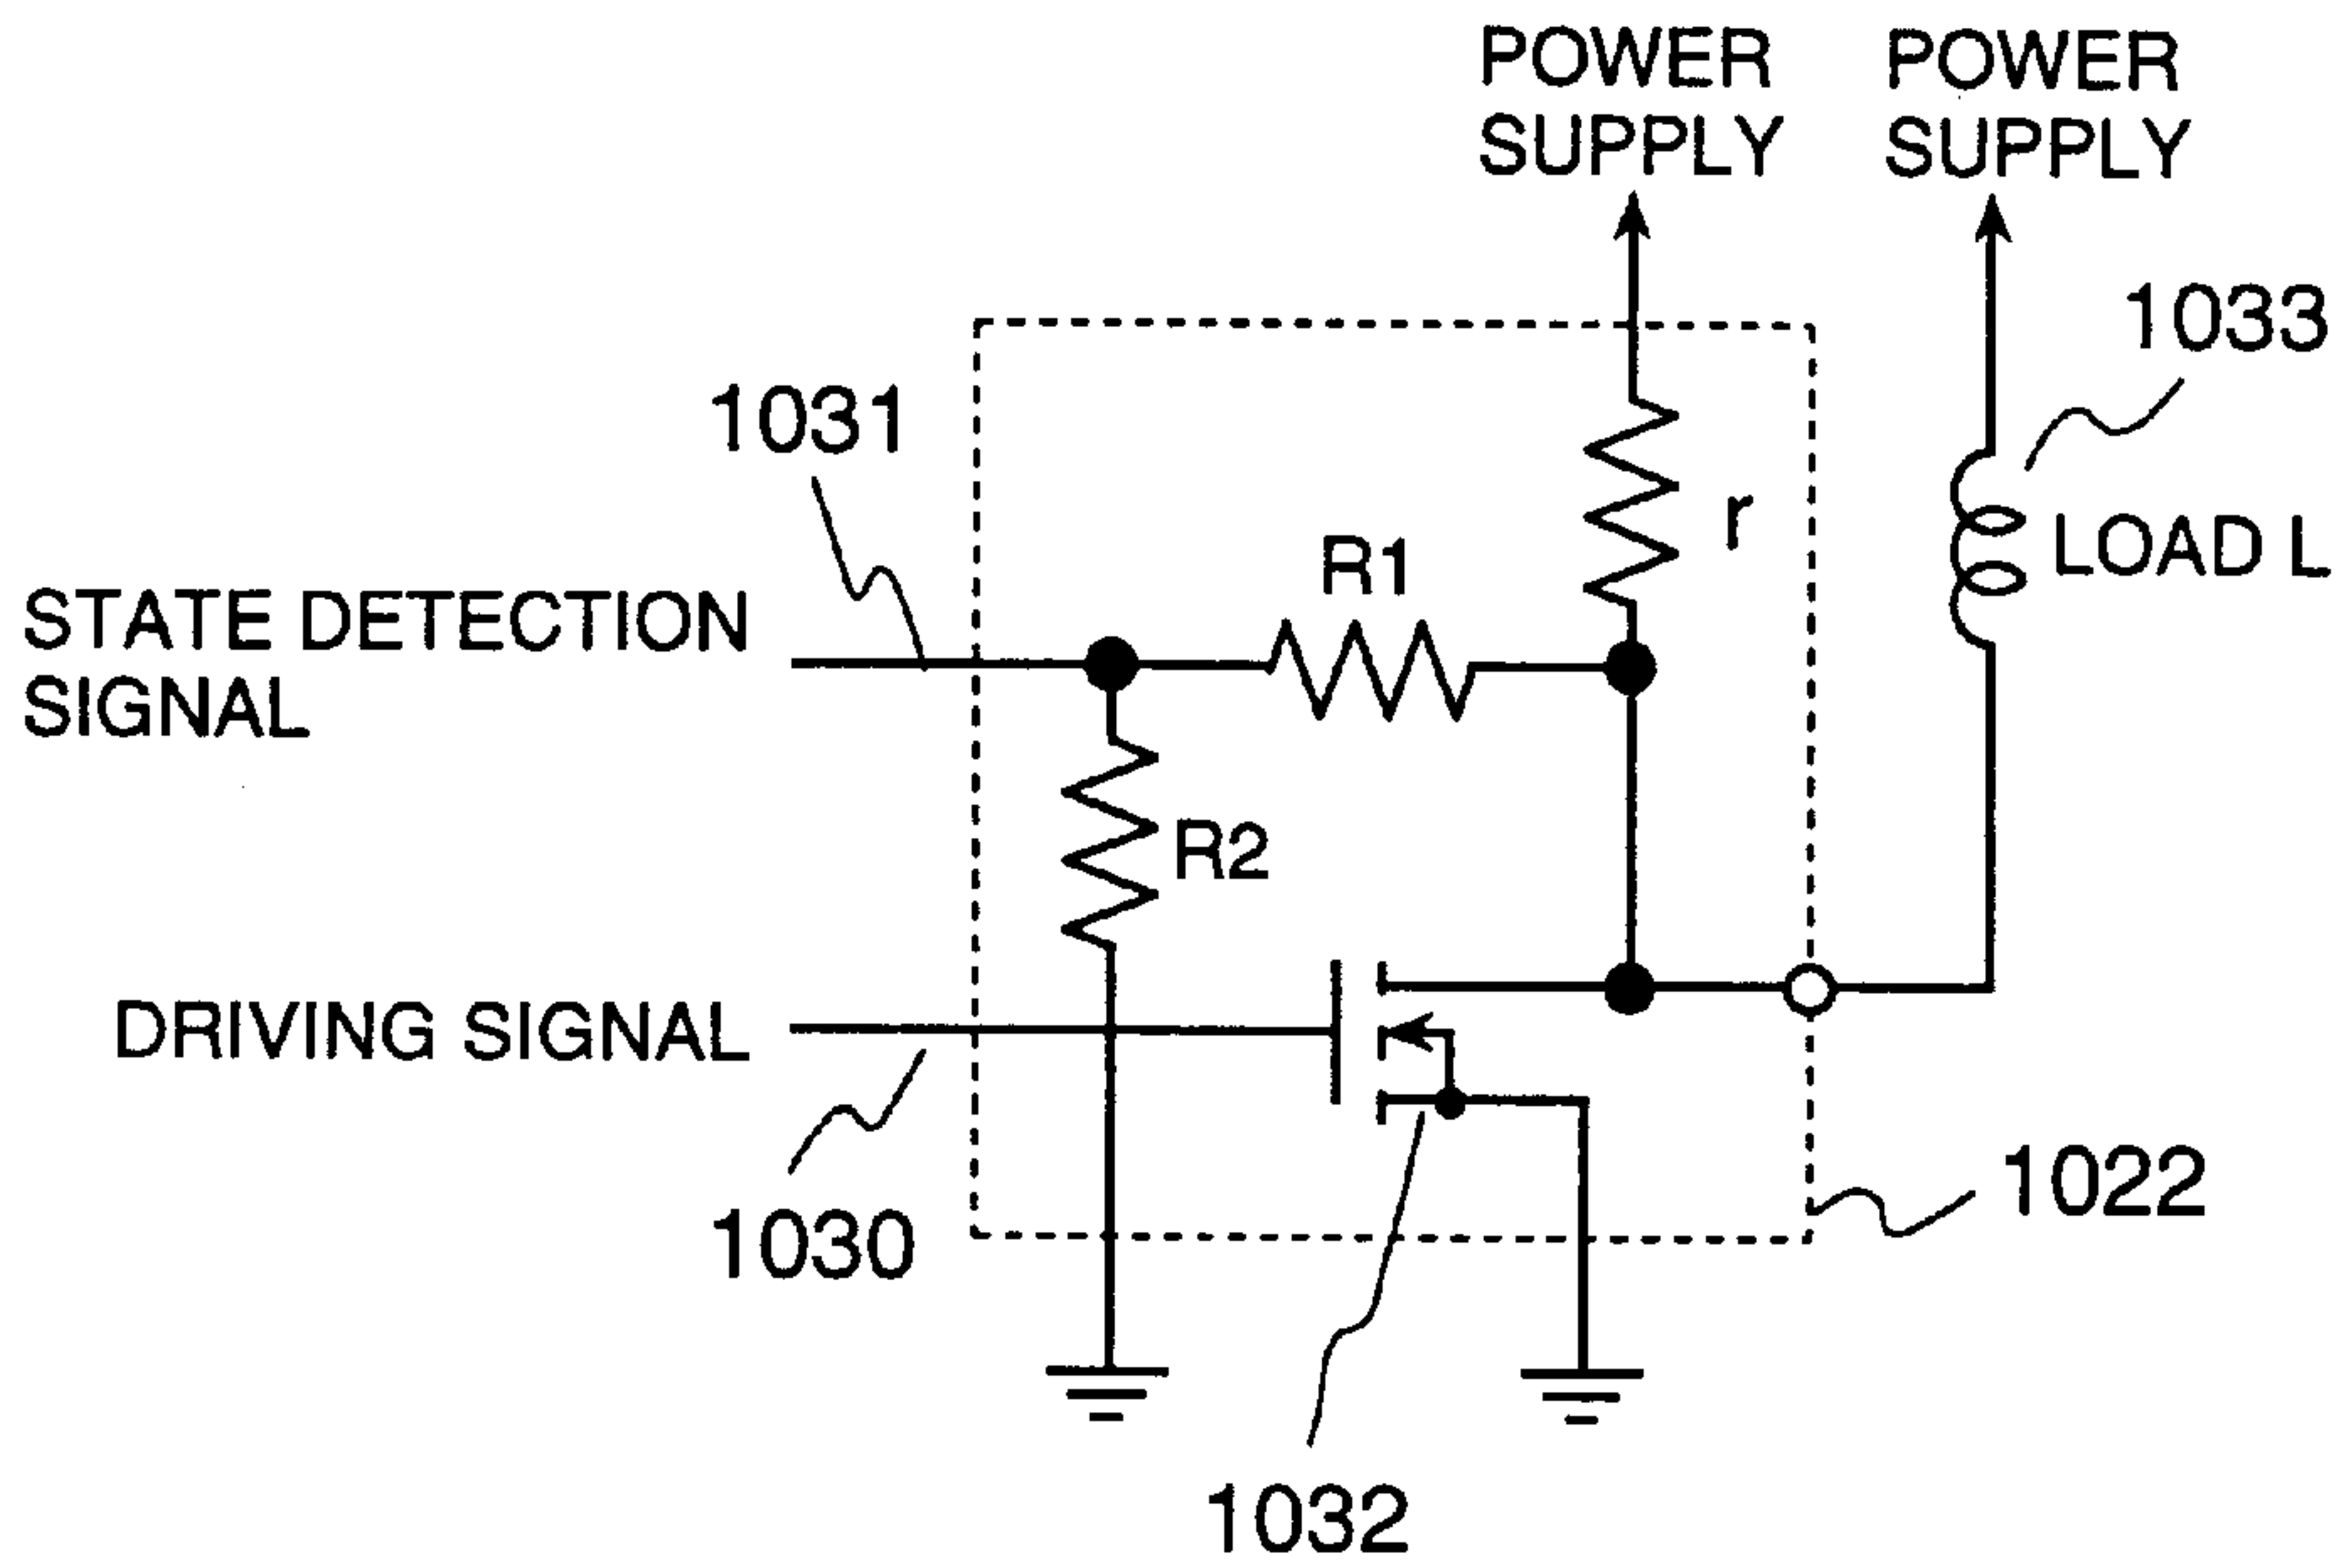 POWER
SUPPLY
POWER
SUPPLY
1033
1031
r
R1
LOAD L
STATE DETECTION
SIGNAL
R2
DRIVING SIGNAL
1022
1030
1032